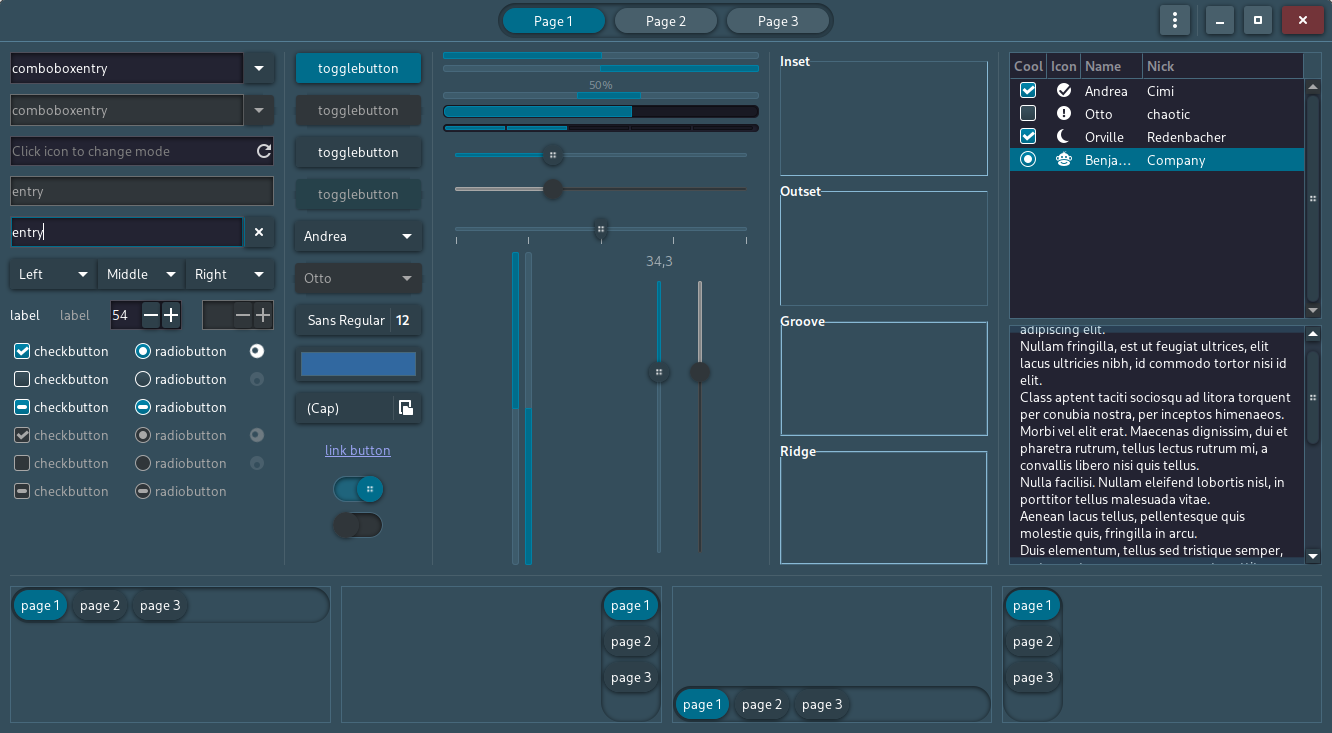 Page 1
Page 2
Page 3
comboboxentry
comboboxentry
Click icon to change mode
entry
entry
Left
Middle
Right
label
label
54
checkbutton
radiobutton
checkbutton
radiobutton
checkbutton
radiobutton
checkbutton
radiobutton
checkbutton
radiobutton
checkbutton
radiobutton
togglebutton
togglebutton
togglebutton
togglebutton
Andrea
Otto
Sans Regular 12
(Cap)
link button
50%
34,3
Inset
Outset
Groove
Ridge
Cool Icon Name Nick
Andrea Cimi
Otto chaotic
Orville Redenbacher
Benja… Company
adipiscing elit.
Nullam fringilla, est ut feugiat ultrices, elit
lacus ultricies nibh, id commodo tortor nisi id
elit.
Class aptent taciti sociosqu ad litora torquent
per conubia nostra, per inceptos himenaeos.
Morbi vel elit erat. Maecenas dignissim, dui et
pharetra rutrum, tellus lectus rutrum mi, a
convallis libero nisi quis tellus.
Nulla facilisi. Nullam eleifend lobortis nisl, in
porttitor tellus malesuada vitae.
Aenean lacus tellus, pellentesque quis
molestie quis, fringilla in arcu.
Duis elementum, tellus sed tristique semper,
page 1
page 2
page 3
page 1
page 2
page 3
page 1
page 2
page 3
page 1
page 2
page 3